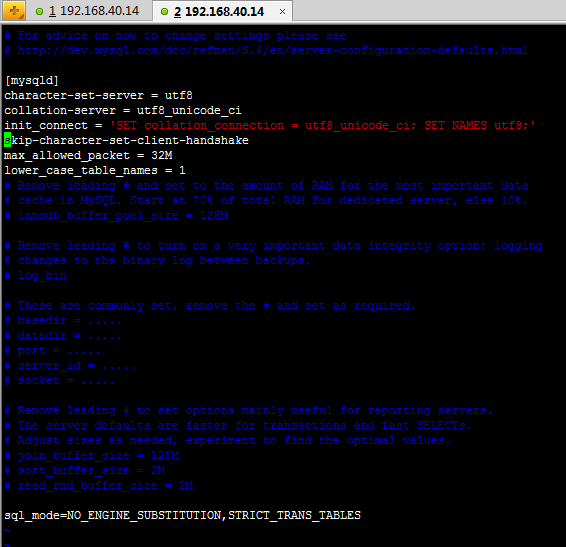 1 192.168.40.14
2 192.168.40.14 ×
# For advice on how to change settings please see
# http://dev.mysql.com/doc/refman/5.6/en/server-configuration-defaults.html
[mysqld]
character-set-server = utf8
collation-server = utf8_unicode_ci
init_connect = 'SET collation_connection = utf8_unicode_ci; SET NAMES utf8;'
skip-character-set-client-handshake
max_allowed_packet = 32M
lower_case_table_names = 1
# Remove leading # and set to the amount of RAM for the most important data
# cache in MySQL. Start at 70% of total RAM for dedicated server, else 10%.
# innodb_buffer_pool_size = 128M
# Remove leading # to turn on a very important data integrity option: logging
# changes to the binary log between backups.
# log_bin
# These are commonly set, remove the # and set as required.
# basedir = .....
# datadir = .....
# port = .....
# server_id = .....
# socket = .....
# Remove leading # to set options mainly useful for reporting servers.
# The server defaults are faster for transactions and fast SELECTs.
# Adjust sizes as needed, experiment to find the optimal values.
# join_buffer_size = 128M
# sort_buffer_size = 2M
# read_rnd_buffer_size = 2M
sql_mode=NO_ENGINE_SUBSTITUTION,STRICT_TRANS_TABLES
~
~